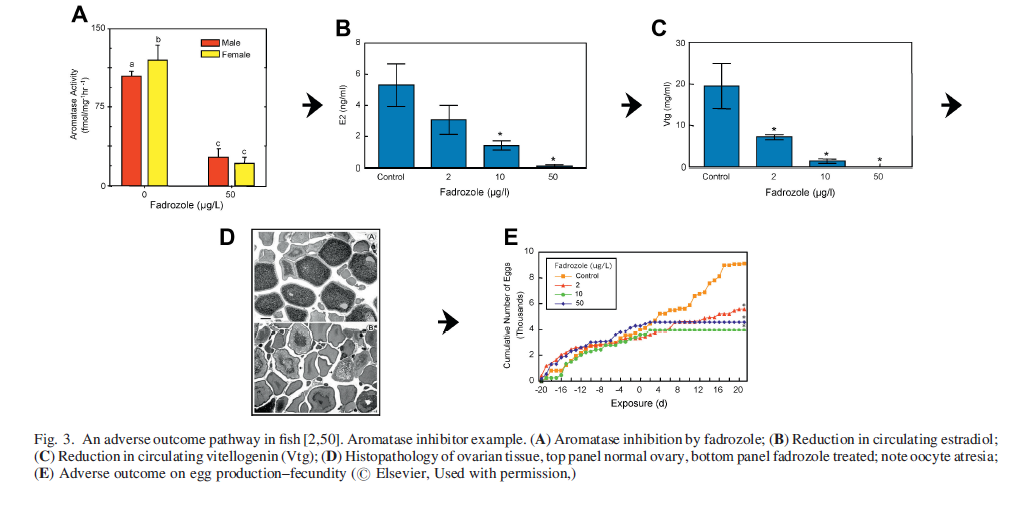 A
150
75
0
Aromatase Activity
(fmol/mg⁻¹hr⁻¹)
a
b
c
c
Male
Female
0
50
Fadrozole (µg/L)
B
8
6
4
2
0
E2 (ng/ml)
*
*
Control
2
10
50
Fadrozole (µg/l)
C
30
20
10
0
Vtg (mg/ml)
*
*
*
Control
2
10
50
Fadrozole (µg/l)
D
(A)
(B)
E
10
8
6
4
2
0
Cumulative Number of Eggs
(Thousands)
Fadrozole (ug/L)
Control
2
10
50
*
*
*
-20 -16 -12 -8 -4 0 4 8 12 16 20
Exposure (d)
Fig. 3. An adverse outcome pathway in fish [2,50]. Aromatase inhibitor example. (A) Aromatase inhibition by fadrozole; (B) Reduction in circulating estradiol;
(C) Reduction in circulating vitellogenin (Vtg); (D) Histopathology of ovarian tissue, top panel normal ovary, bottom panel fadrozole treated; note oocyte atresia;
(E) Adverse outcome on egg production–fecundity (© Elsevier, Used with permission,)